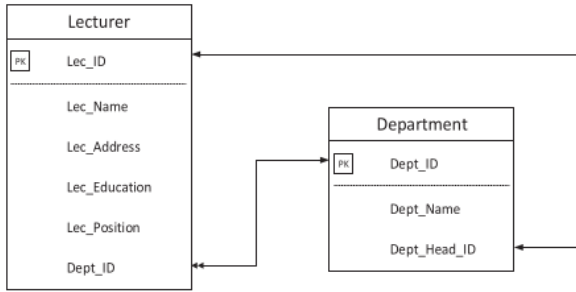 Lecturer
PK Lec_ID
Lec_Name
Lec_Address
Lec_Education
Lec_Position
Dept_ID
Department
PK Dept_ID
Dept_Name
Dept_Head_ID